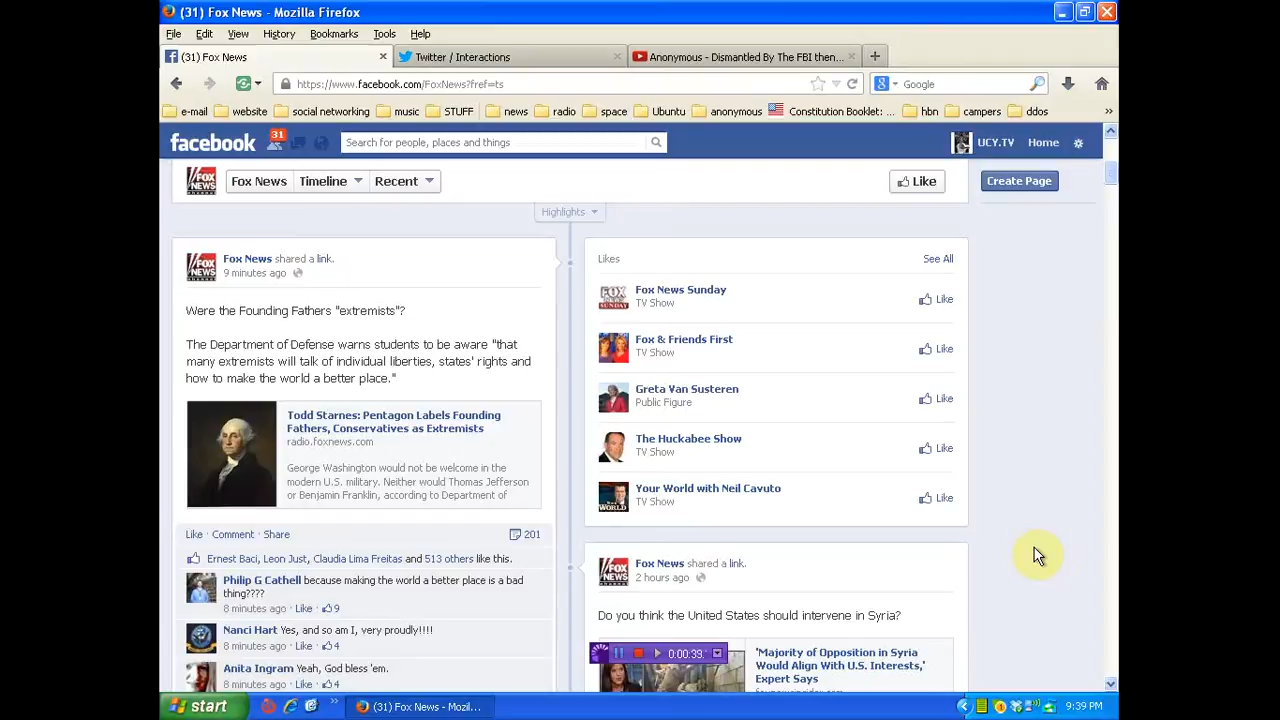 (31) Fox News - Mozilla Firefox
File Edit View History Bookmarks Tools Help
(31) Fox News
Twitter / Interactions
Anonymous - Dismantled By The FBI then...
https://www.facebook.com/FoxNews?fref=ts
Google
e-mail website social networking music STUFF news radio space Ubuntu anonymous Constitution Booklet: ... hbn campers ddos
facebook
31
Search for people, places and things
UCY.TV Home
FOX NEWS
Fox News Timeline Recent
Like
Create Page
Highlights
Fox News shared a link.
9 minutes ago
Were the Founding Fathers "extremists"?
The Department of Defense warns students to be aware "that
many extremists will talk of individual liberties, states' rights and
how to make the world a better place."
Todd Starnes: Pentagon Labels Founding
Fathers, Conservatives as Extremists
radio.foxnews.com
George Washington would not be welcome in the
modern U.S. military. Neither would Thomas Jefferson
or Benjamin Franklin, according to Department of
Like · Comment · Share
201
Ernest Baci, Leon Just, Claudia Lima Freitas and 513 others like this.
Philip G Cathell because making the world a better place is a bad
thing????
8 minutes ago · Like · 9
Nanci Hart Yes, and so am I, very proudly!!!!
8 minutes ago · Like · 4
Anita Ingram Yeah, God bless 'em.
8 minutes ago · Like · 4
Likes
See All
Fox News Sunday
TV Show
Like
Fox & Friends First
TV Show
Like
Greta Van Susteren
Public Figure
Like
The Huckabee Show
TV Show
Like
Your World with Neil Cavuto
TV Show
Like
Fox News shared a link.
2 hours ago
Do you think the United States should intervene in Syria?
0:00:39
'Majority of Opposition in Syria
Would Align With U.S. Interests,'
Expert Says
foxnewsinsider.com
start
(31) Fox News - Mozil...
9:39 PM